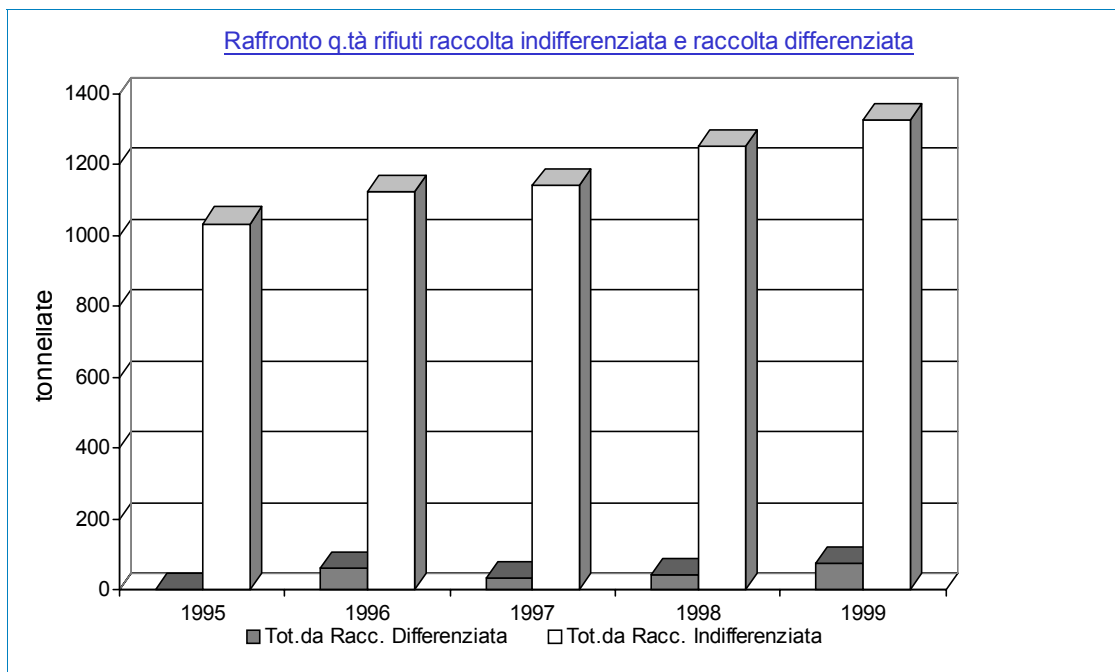 Raffronto q.tà rifiuti raccolta indifferenziata e raccolta differenziata
1400
1200
1000
800
600
400
200
0
tonnellate
1995 1996 1997 1998 1999
Tot.da Racc. Differenziata Tot.da Racc. Indifferenziata